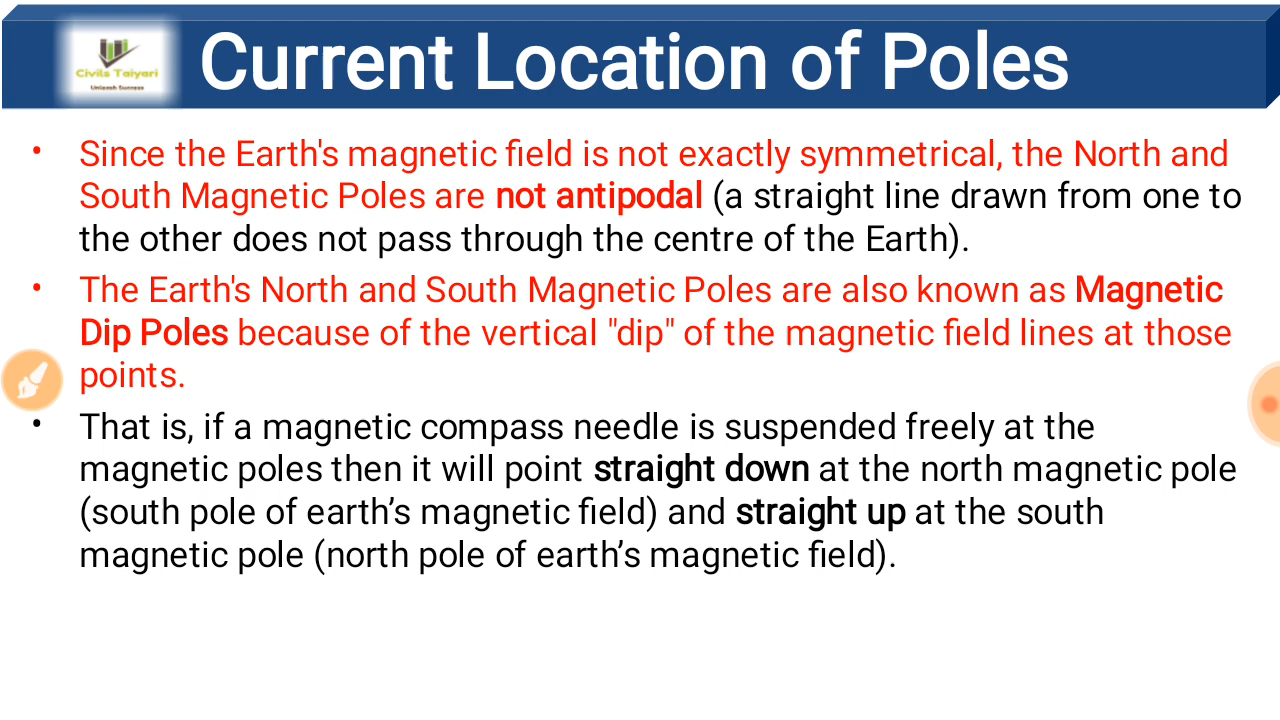 Civils Taiyari
Unleash Success
Current Location of Poles
• Since the Earth's magnetic field is not exactly symmetrical, the North and
South Magnetic Poles are not antipodal (a straight line drawn from one to
the other does not pass through the centre of the Earth).
• The Earth's North and South Magnetic Poles are also known as Magnetic
Dip Poles because of the vertical "dip" of the magnetic field lines at those
points.
• That is, if a magnetic compass needle is suspended freely at the
magnetic poles then it will point straight down at the north magnetic pole
(south pole of earth’s magnetic field) and straight up at the south
magnetic pole (north pole of earth’s magnetic field).